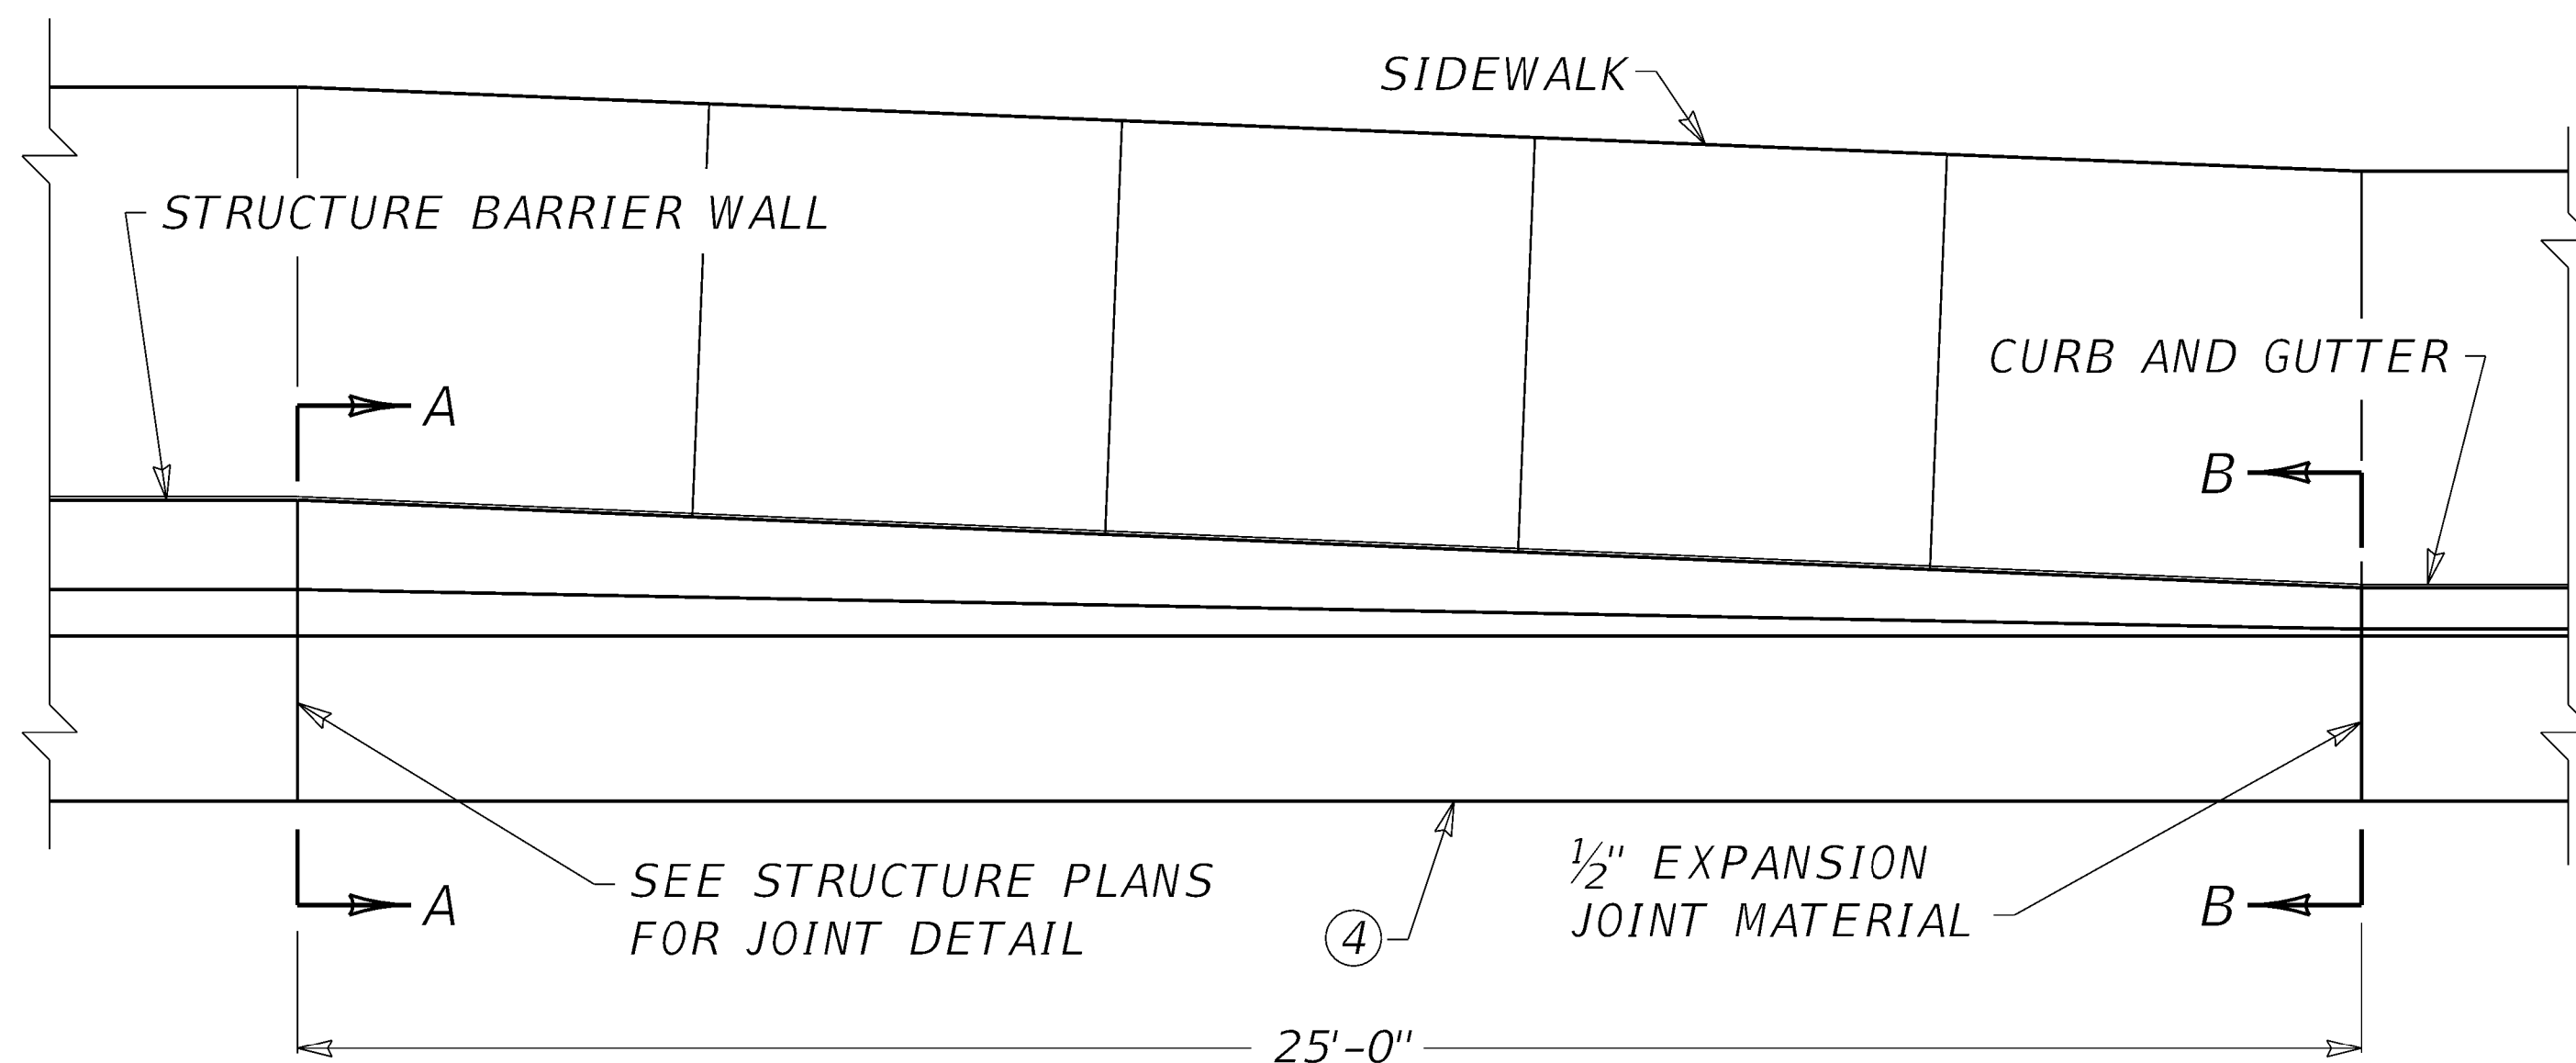 SIDEWALK
STRUCTURE BARRIER WALL
CURB AND GUTTER
A
B
SEE STRUCTURE PLANS
FOR JOINT DETAIL
A
4
½" EXPANSION
JOINT MATERIAL
B
25'-0"